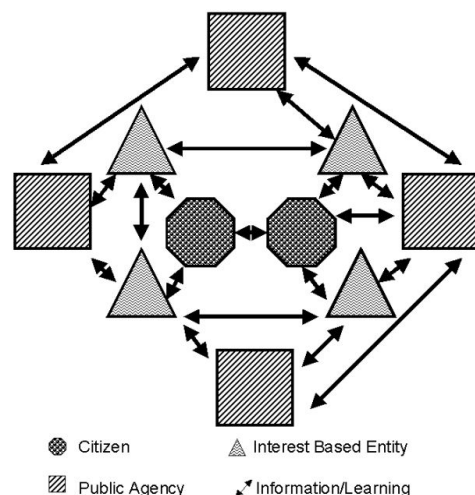 Citizen
Interest Based Entity
Public Agency
Information/Learning